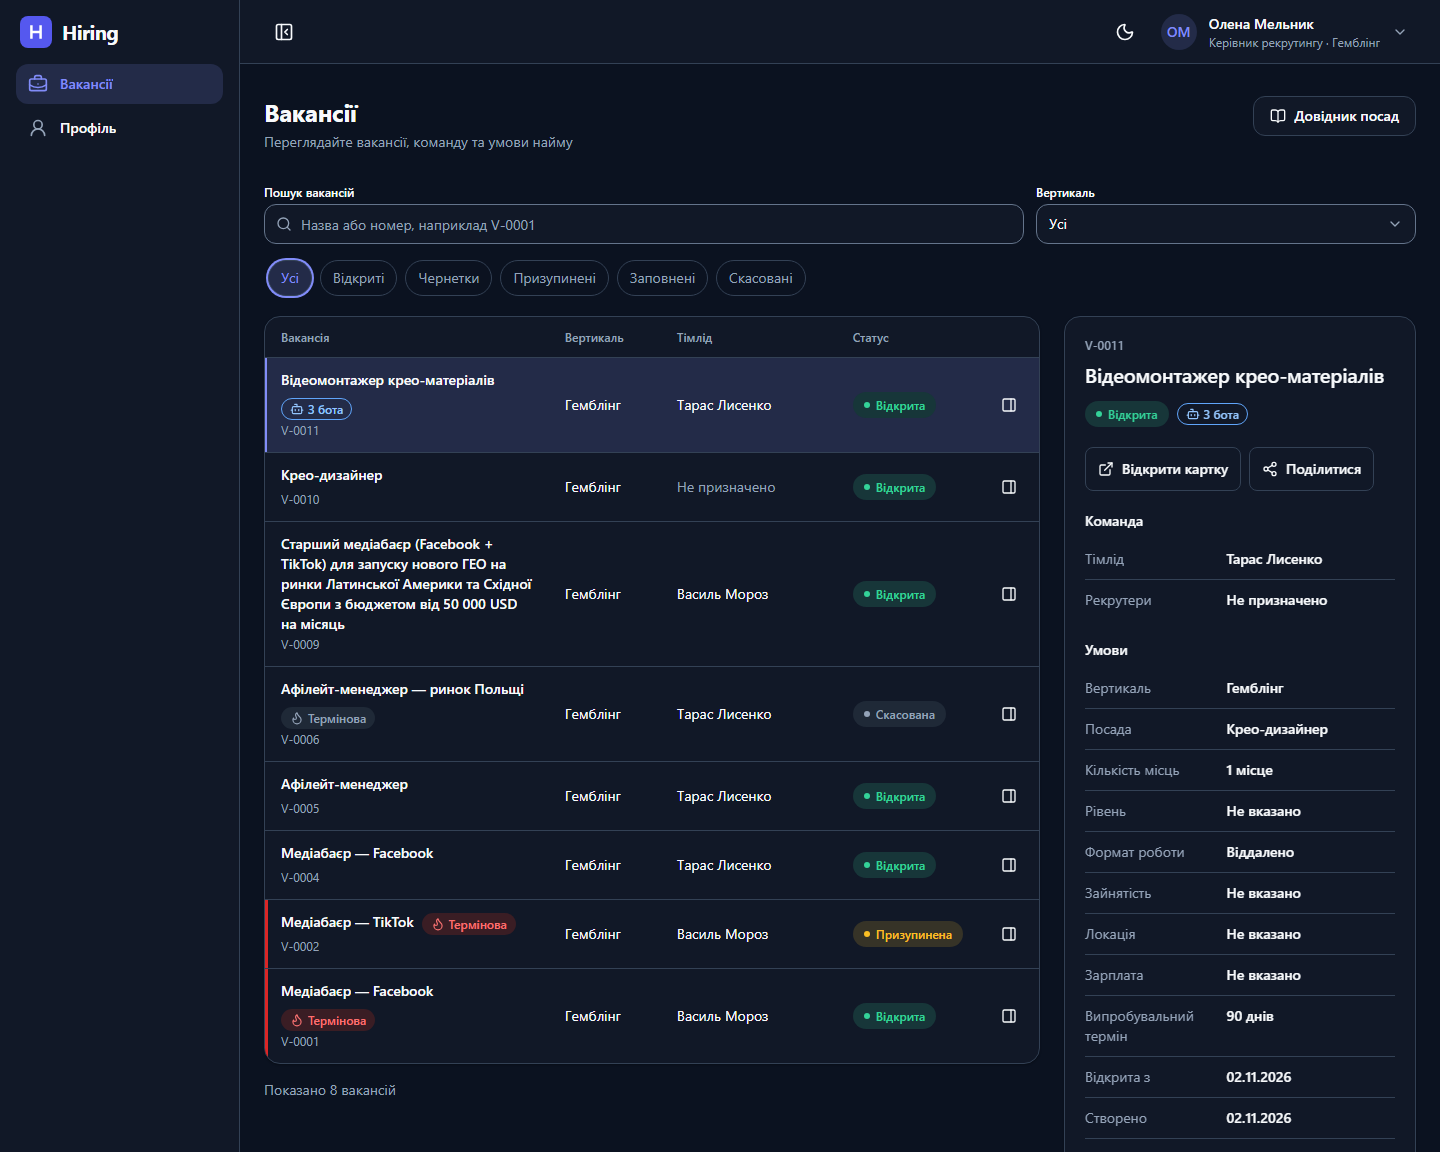 H Hiring
Вакансії
Профіль
ОМ
Олена Мельник
Керівник рекрутингу · Гемблінг
Вакансії
Переглядайте вакансії, команду та умови найму
Довідник посад
Пошук вакансій
Назва або номер, наприклад V-0001
Вертикаль
Усі
Усі
Відкриті
Чернетки
Призупинені
Заповнені
Скасовані
Вакансія Вертикаль Тімлід Статус
Відеомонтажер крео-матеріалів
З бота
V-0011
Гемблінг
Тарас Лисенко
Відкрита
Крео-дизайнер
V-0010
Гемблінг
Не призначено
Відкрита
Старший медіабаєр (Facebook +
TikTok) для запуску нового ГЕО на
ринки Латинської Америки та Східної
Європи з бюджетом від 50 000 USD
на місяць
V-0009
Гемблінг
Василь Мороз
Відкрита
Афілейт-менеджер — ринок Польщі
Термінова
V-0006
Гемблінг
Тарас Лисенко
Скасована
Афілейт-менеджер
V-0005
Гемблінг
Тарас Лисенко
Відкрита
Медіабаєр — Facebook
V-0004
Гемблінг
Тарас Лисенко
Відкрита
Медіабаєр — TikTok Термінова
V-0002
Гемблінг
Василь Мороз
Призупинена
Медіабаєр — Facebook
Термінова
V-0001
Гемблінг
Василь Мороз
Відкрита
Показано 8 вакансій
V-0011
Відеомонтажер крео-матеріалів
Відкрита З бота
Відкрити картку Поділитися
Команда
Тімлід Тарас Лисенко
Рекрутери Не призначено
Умови
Вертикаль Гемблінг
Посада Крео-дизайнер
Кількість місць 1 місце
Рівень Не вказано
Формат роботи Віддалено
Зайнятість Не вказано
Локація Не вказано
Зарплата Не вказано
Випробувальний 90 днів
термін
Відкрита з 02.11.2026
Створено 02.11.2026